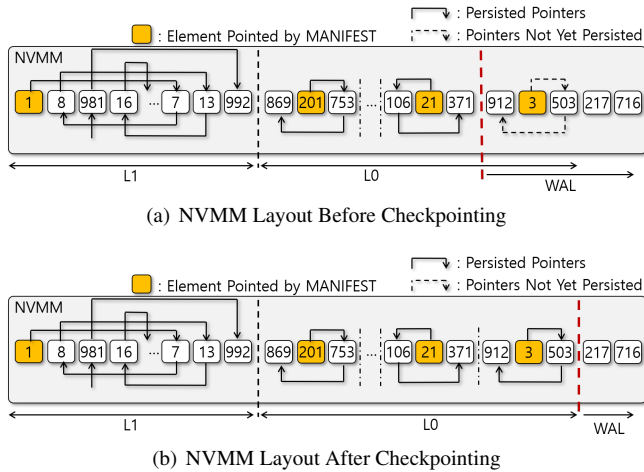 : Persisted Pointers
: Element Pointed by MANIFEST
: Pointers Not Yet Persisted
NVMM
1 8 981 16 ... 7 13 992 869 201 753 ... 106 21 371 912 3 503 217 716
L1 L0 WAL
(a) NVMM Layout Before Checkpointing
: Persisted Pointers
: Element Pointed by MANIFEST
: Pointers Not Yet Persisted
NVMM
1 8 981 16 ... 7 13 992 869 201 753 ... 106 21 371 912 3 503 217 716
L1 L0 WAL
(b) NVMM Layout After Checkpointing